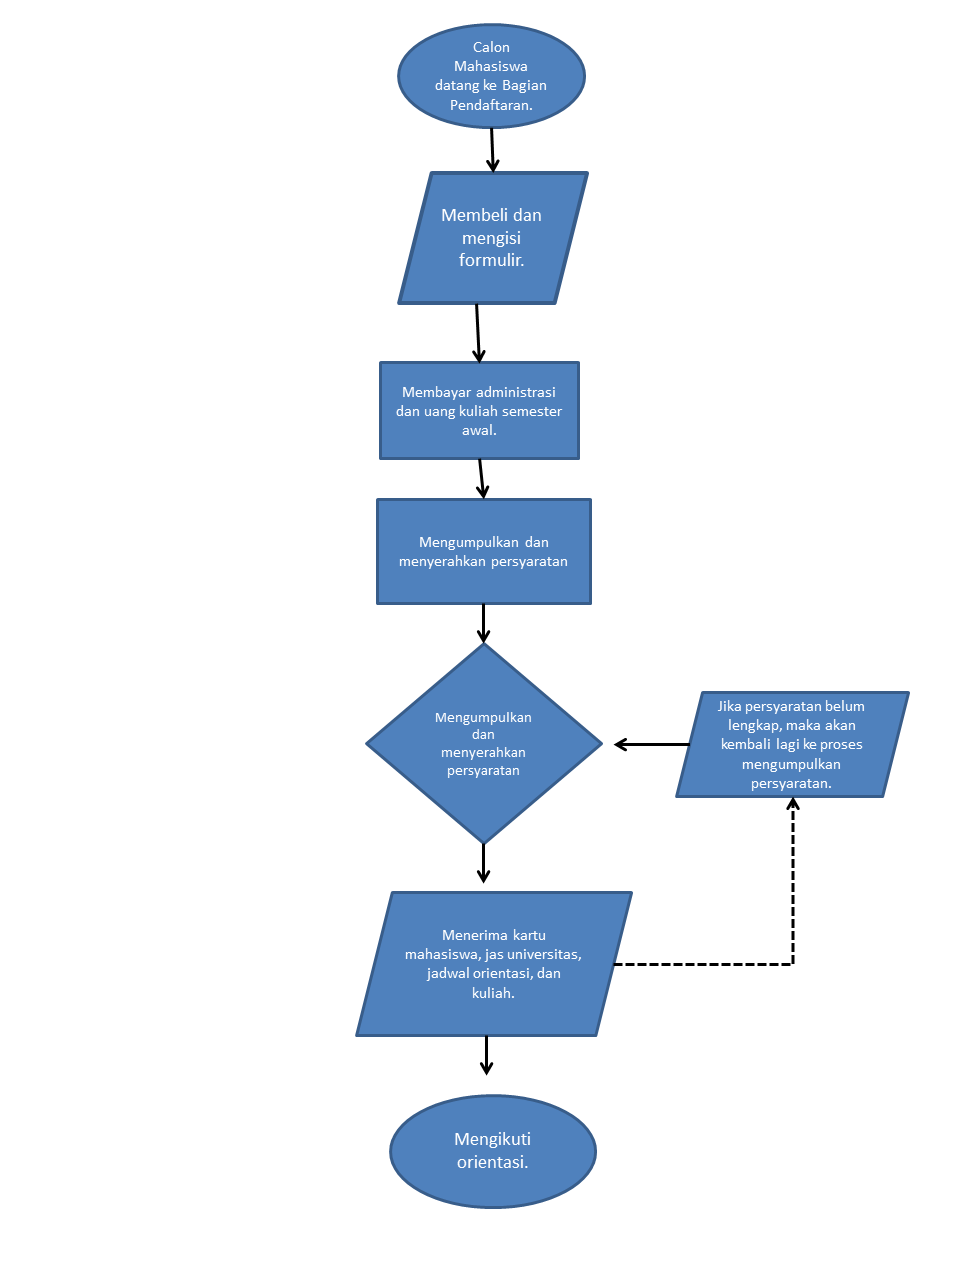 Calon
Mahasiswa
datang ke Bagian
Pendaftaran.
Membeli dan
mengisi
formulir.
Membayar administrasi
dan uang kuliah semester
awal.
Mengumpulkan dan
menyerahkan persyaratan
Mengumpulkan
dan
menyerahkan
persyaratan
Jika persyaratan belum
lengkap, maka akan
kembali lagi ke proses
mengumpulkan
persyaratan.
Menerima kartu
mahasiswa, jas universitas,
jadwal orientasi, dan
kuliah.
Mengikuti
orientasi.